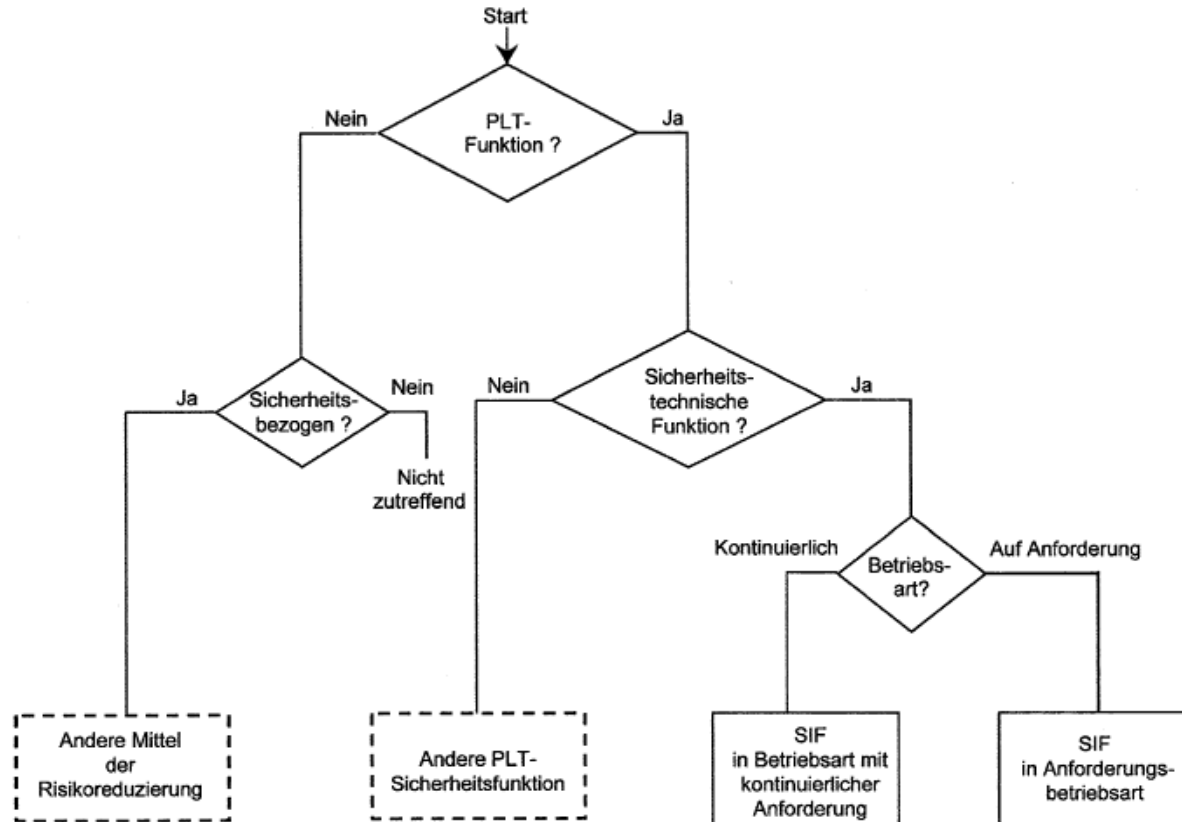 Start
Nein
PLT-
Funktion ?
Ja
Ja
Sicherheits-
bezogen ?
Nein
Nicht
zutreffend
Nein
Sicherheits-
technische
Funktion ?
Ja
Kontinuierlich
Betriebs-
art?
Auf Anforderung
Andere Mittel
der
Risikoreduzierung
Andere PLT-
Sicherheitsfunktion
SIF
in Betriebsart mit
kontinuierlicher
Anforderung
SIF
in Anforderungs-
betriebsart